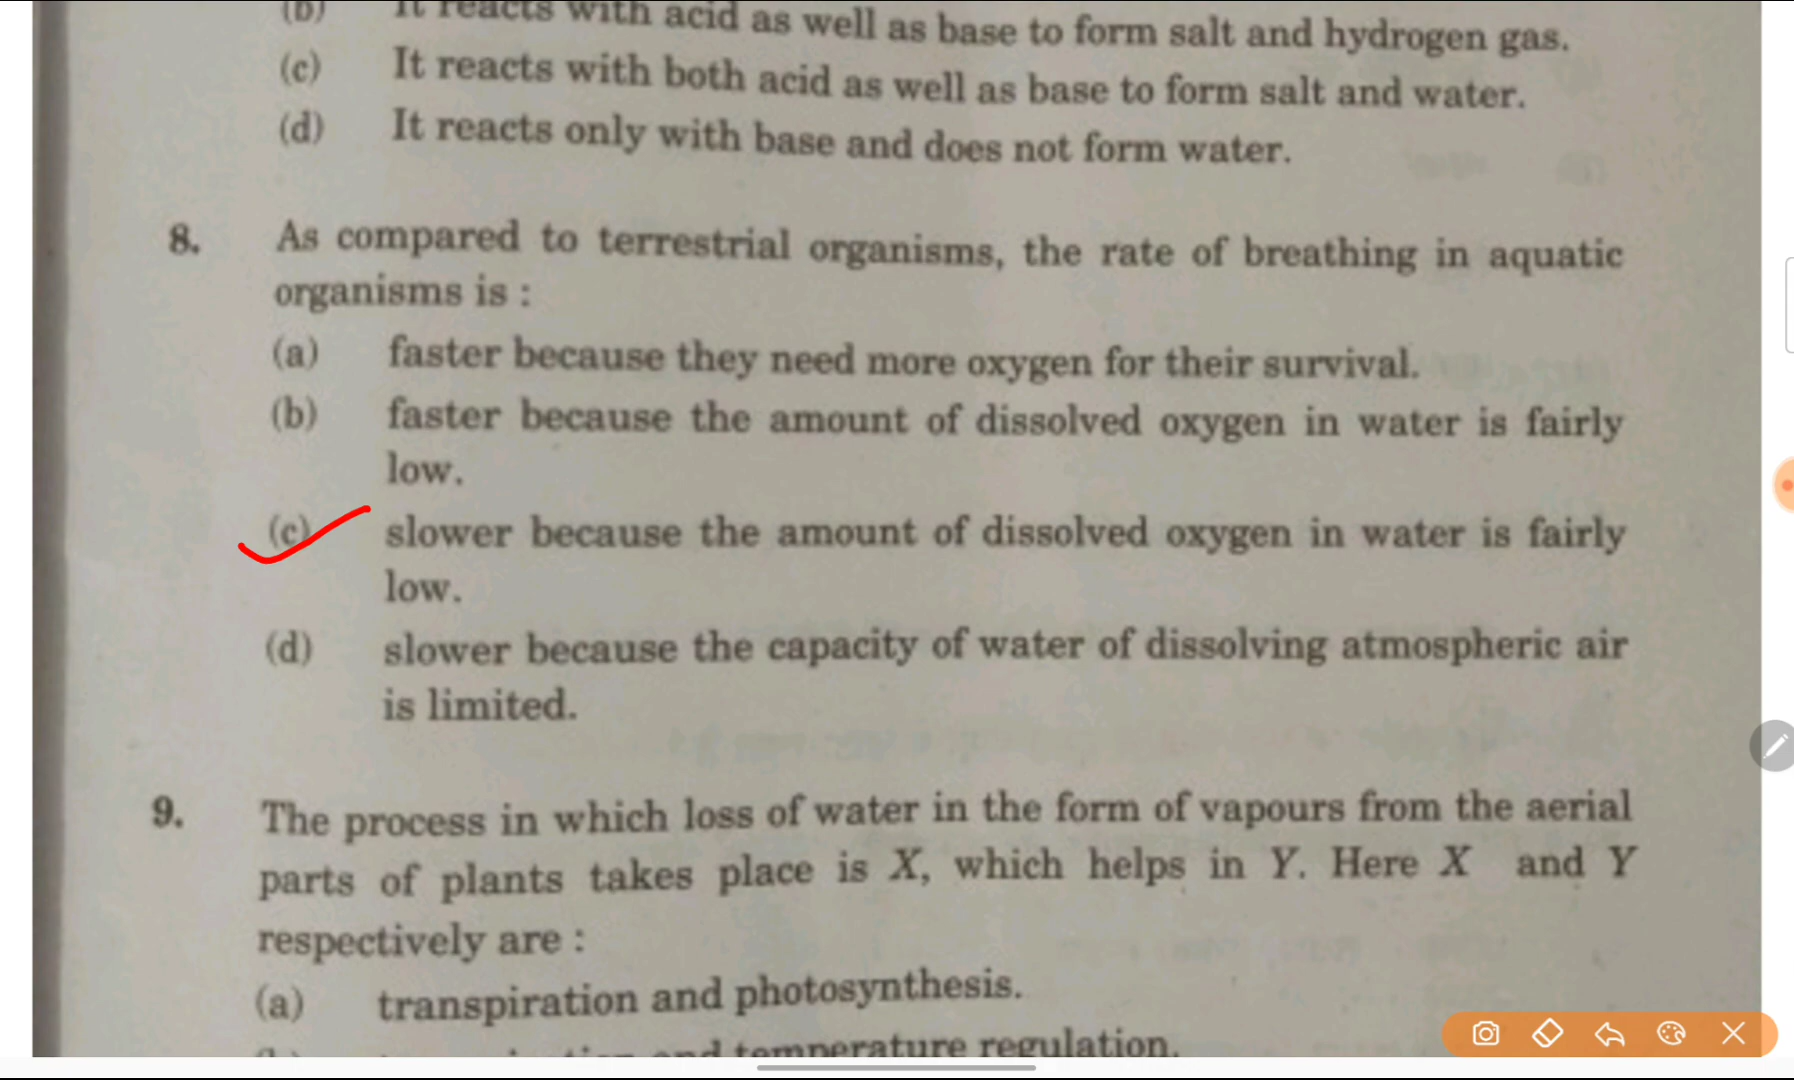 (b) It reacts with acid as well as base to form salt and hydrogen gas.
(c) It reacts with both acid as well as base to form salt and water.
(d) It reacts only with base and does not form water.
8. As compared to terrestrial organisms, the rate of breathing in aquatic
organisms is :
(a) faster because they need more oxygen for their survival.
(b) faster because the amount of dissolved oxygen in water is fairly
low.
(c) slower because the amount of dissolved oxygen in water is fairly
low.
(d) slower because the capacity of water of dissolving atmospheric air
is limited.
9. The process in which loss of water in the form of vapours from the aerial
parts of plants takes place is X, which helps in Y. Here X and Y
respectively are :
(a) transpiration and photosynthesis.
and temperature regulation.